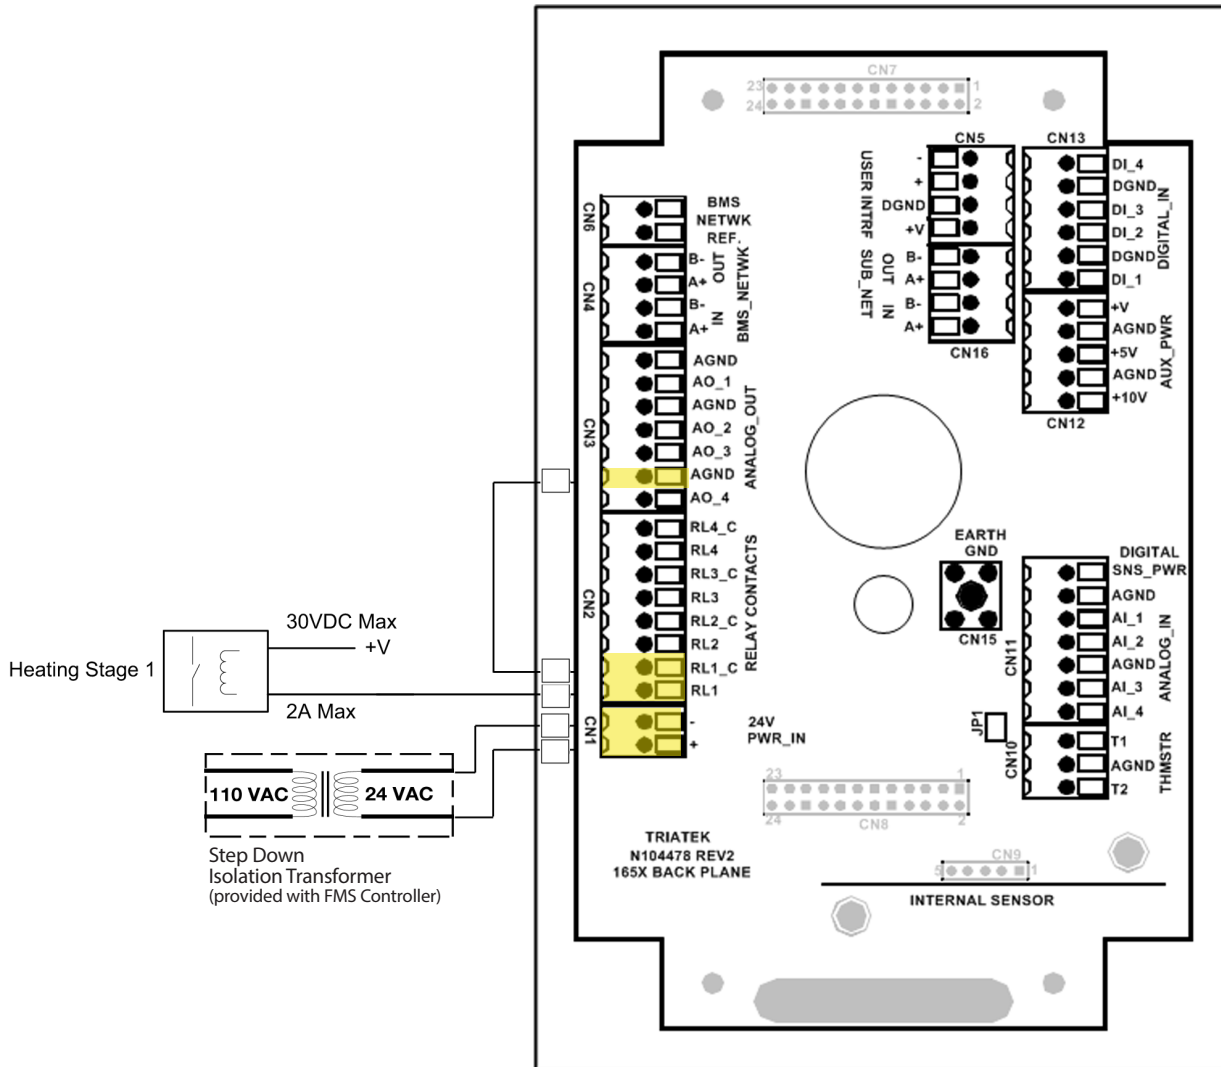 CN7
23
1
24
2
CN5
-
+
DGND
+V
USER INTRF
B-
A+
B-
A+
OUT
IN
SUB_NET
CN16
CN13
DI_4
DGND
DI_3
DI_2
DGND
DI_1
DIGITAL_IN
+V
AGND
+5V
AGND
+10V
AUX_PWR
CN12
CN6
BMS
NETWK
REF.
CN4
B-
A+
B-
A+
OUT
IN
BMS_NETWK
CN3
AGND
AO_1
AGND
AO_2
AO_3
AGND
AO_4
ANALOG_OUT
CN2
RL4_C
RL4
RL3_C
RL3
RL2_C
RL2
RL1_C
RL1
RELAY CONTACTS
CN1
-
+
24V
PWR_IN
EARTH
GND
CN15
DIGITAL
SNS_PWR
AGND
AI_1
AI_2
AGND
AI_3
AI_4
CN11
ANALOG_IN
JP1
CN10
T1
AGND
T2
THMSTR
Heating Stage 1
30VDC Max
+V
2A Max
110 VAC
24 VAC
Step Down
Isolation Transformer
(provided with FMS Controller)
23
1
24
2
CN8
TRIATEK
N104478 REV2
165X BACK PLANE
CN9
5
1
INTERNAL SENSOR